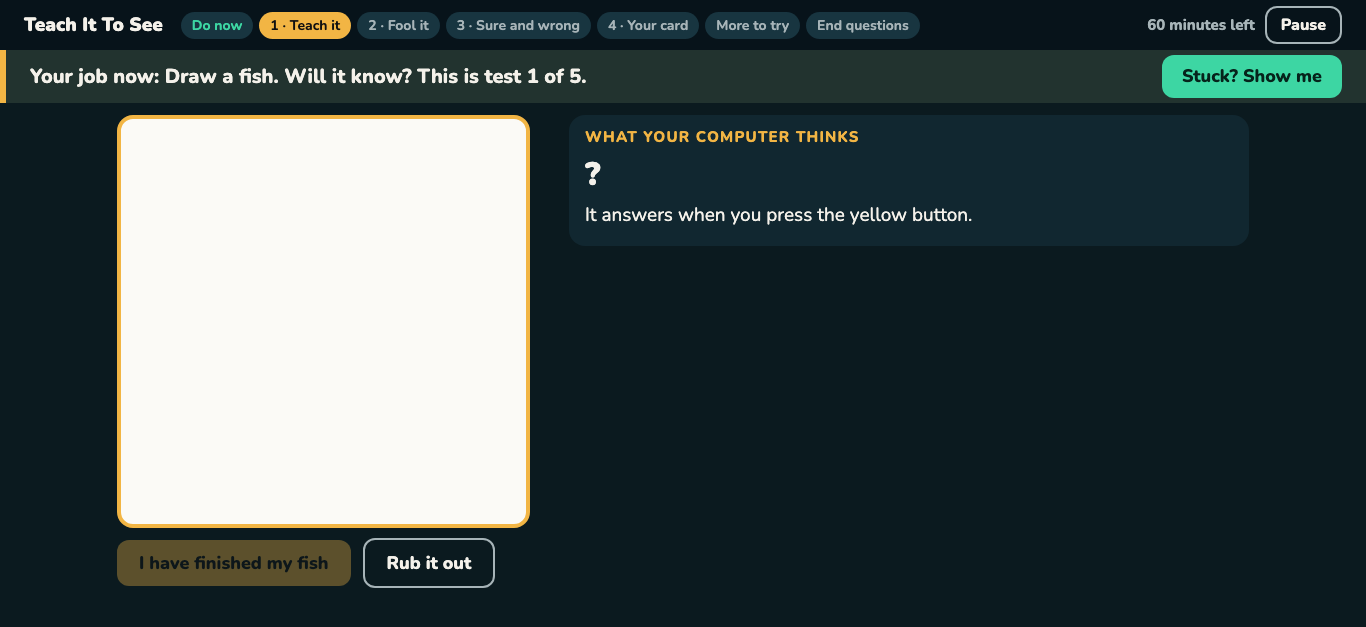 Teach It To See
Do now
1 · Teach it
2 · Fool it
3 · Sure and wrong
4 · Your card
More to try
End questions
60 minutes left
Pause
Your job now: Draw a fish. Will it know? This is test 1 of 5.
Stuck? Show me
WHAT YOUR COMPUTER THINKS
?
It answers when you press the yellow button.
I have finished my fish
Rub it out